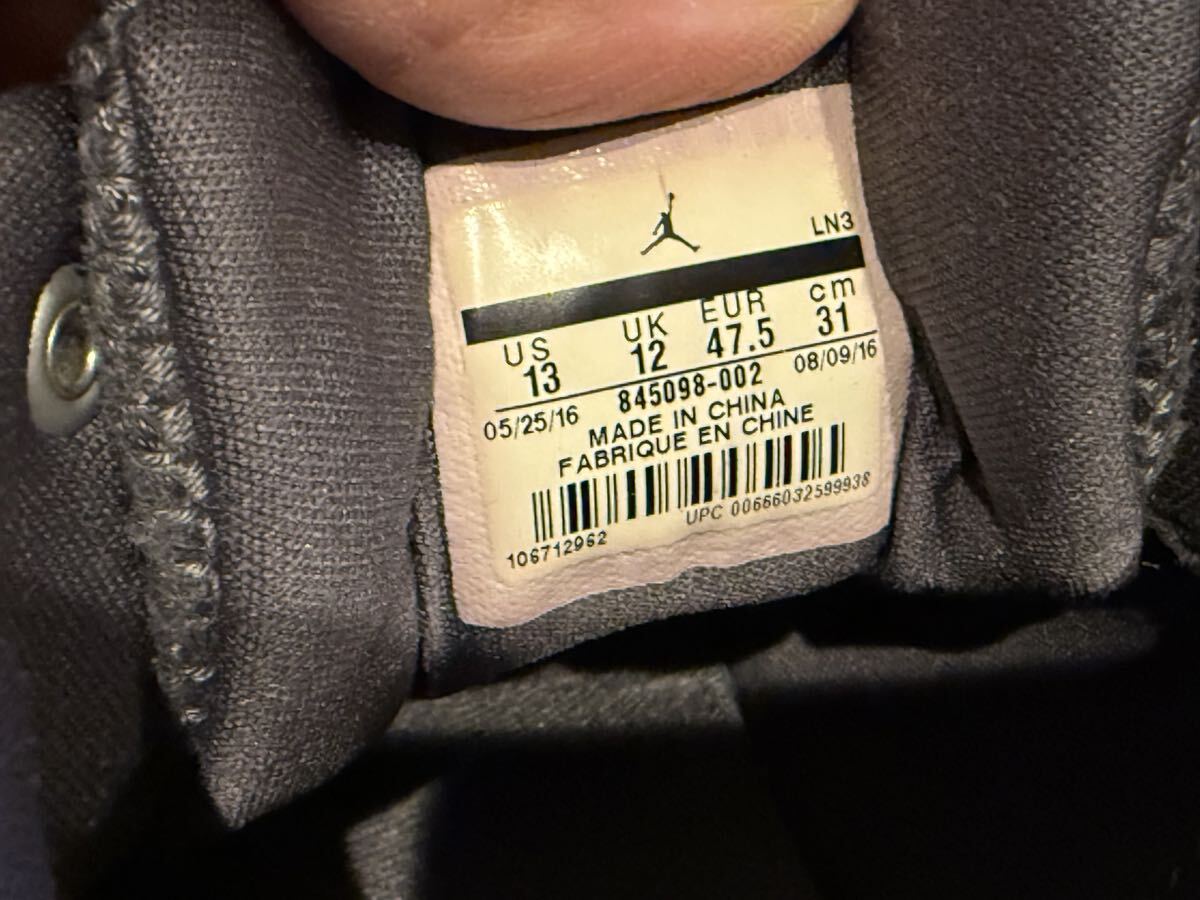 LN3
US UK EUR cm
13 12 47.5 31
05/25/16 845098-002 08/09/16
MADE IN CHINA
FABRIQUE EN CHINE
106712962 UPC 00666032599938